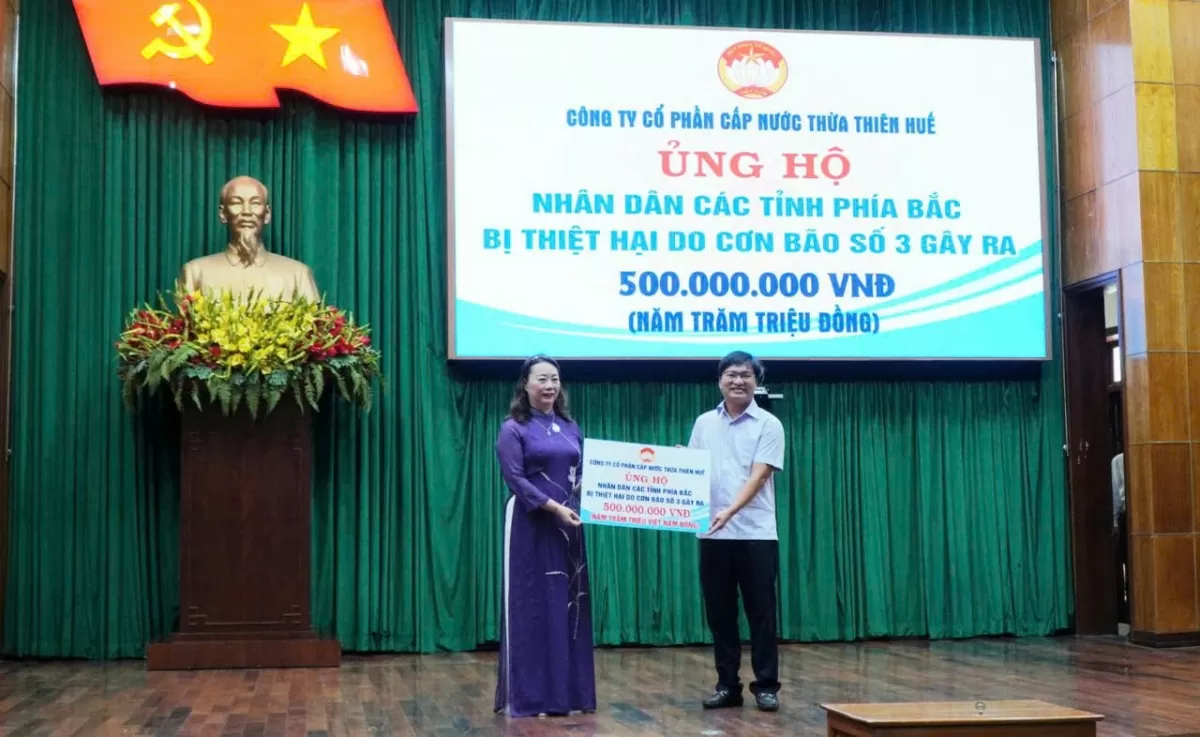 CÔNG TY CỔ PHẦN CẤP NƯỚC THỪA THIÊN HUẾ
ỦNG HỘ
NHÂN DÂN CÁC TỈNH PHÍA BẮC
BỊ THIỆT HẠI DO CƠN BÃO SỐ 3 GÂY RA
500.000.000 VNĐ
(NĂM TRĂM TRIỆU ĐỒNG)
CÔNG TY CỔ PHẦN CẤP NƯỚC THỪA THIÊN HUẾ
ỦNG HỘ
NHÂN DÂN CÁC TỈNH PHÍA BẮC
BỊ THIỆT HẠI DO CƠN BÃO SỐ 3 GÂY RA
500.000.000 VNĐ
(NĂM TRĂM TRIỆU VIỆT NAM ĐỒNG)